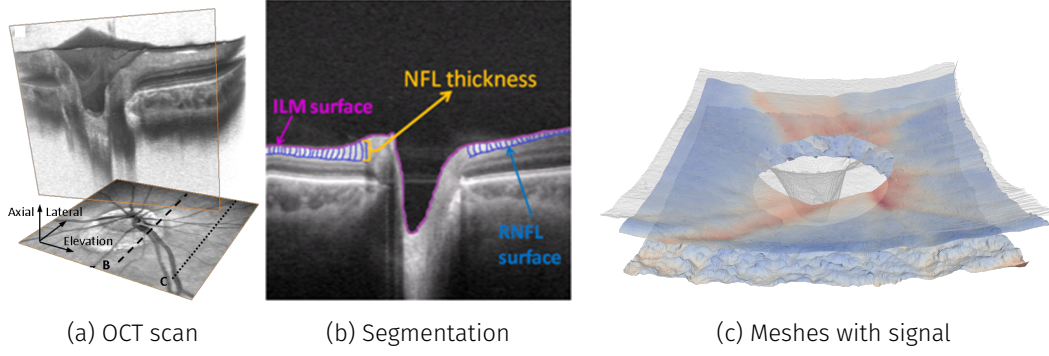 Axial
Lateral
Elevation
B
C
NFL thickness
ILM surface
RNFL
surface
(a) OCT scan
(b) Segmentation
(c) Meshes with signal